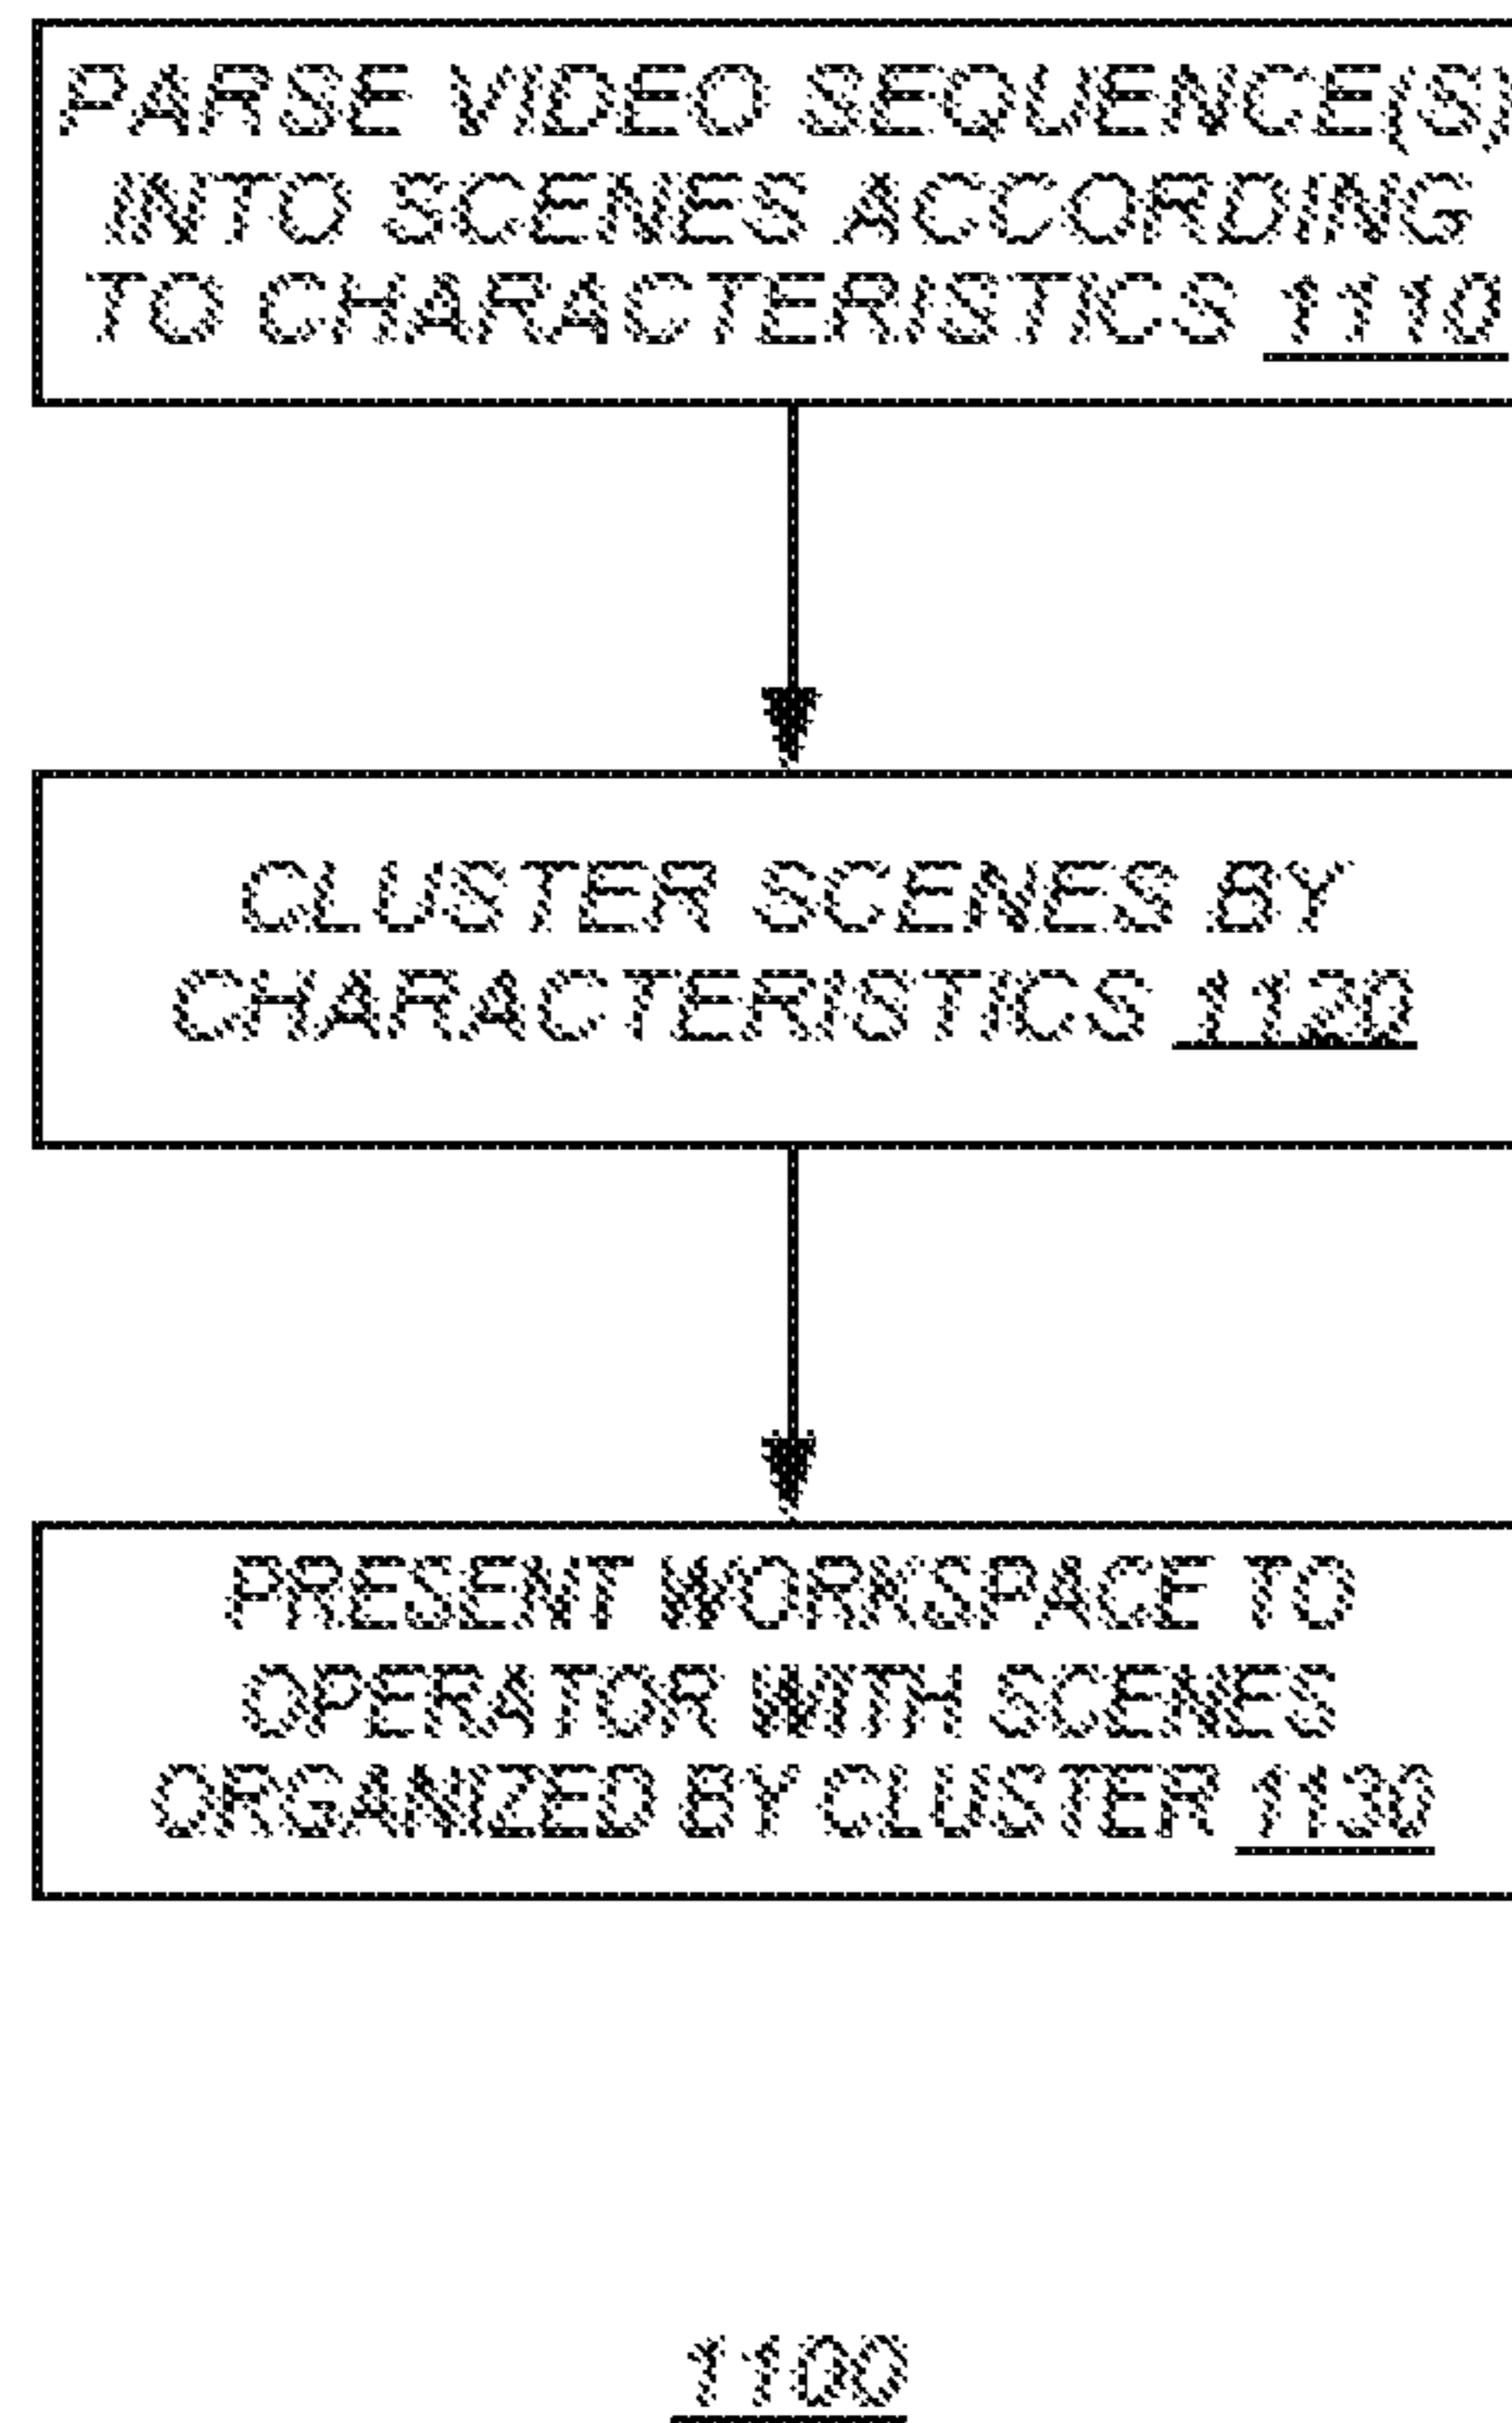 PARSE VIDEO SEQUENCE(S)
INTO SCENES ACCORDING
TO CHARACTERISTICS 1110
CLUSTER SCENES BY
CHARACTERISTICS 1120
PRESENT WORKSPACE TO
OPERATOR WITH SCENES
ORGANIZED BY CLUSTER 1130
1100